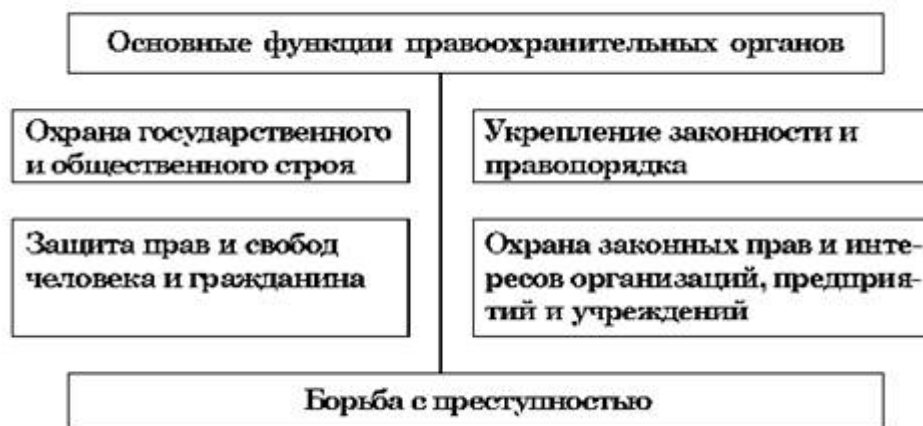 Основные функции правоохранительных органов
Охрана государственного
и общественного строя
Укрепление законности и
правопорядка
Защита прав и свобод
человека и гражданина
Охрана законных прав и инте-
ресов организаций, предприя-
тий и учреждений
Борьба с преступностью